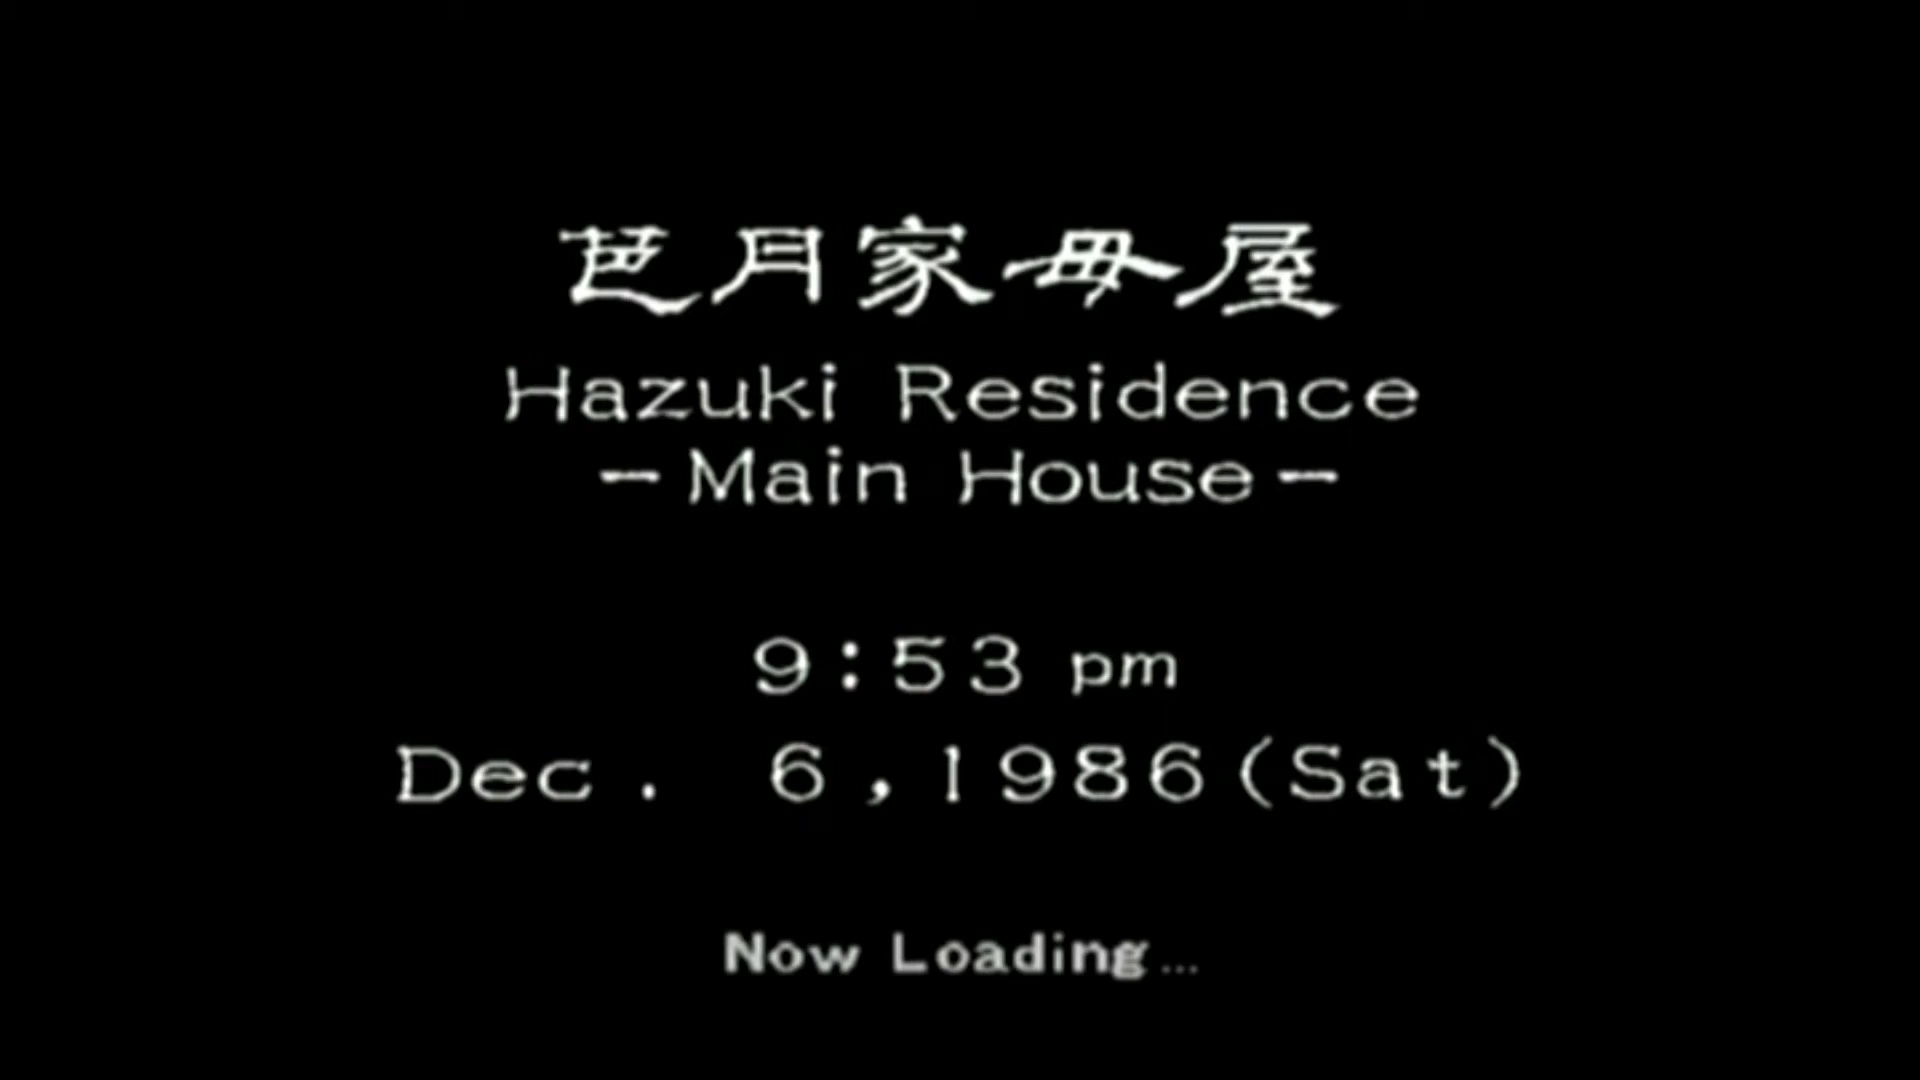 芭月家母屋
Hazuki Residence
－Main House－
9:53 pm
Dec. 6,1986(Sat)
Now Loading...